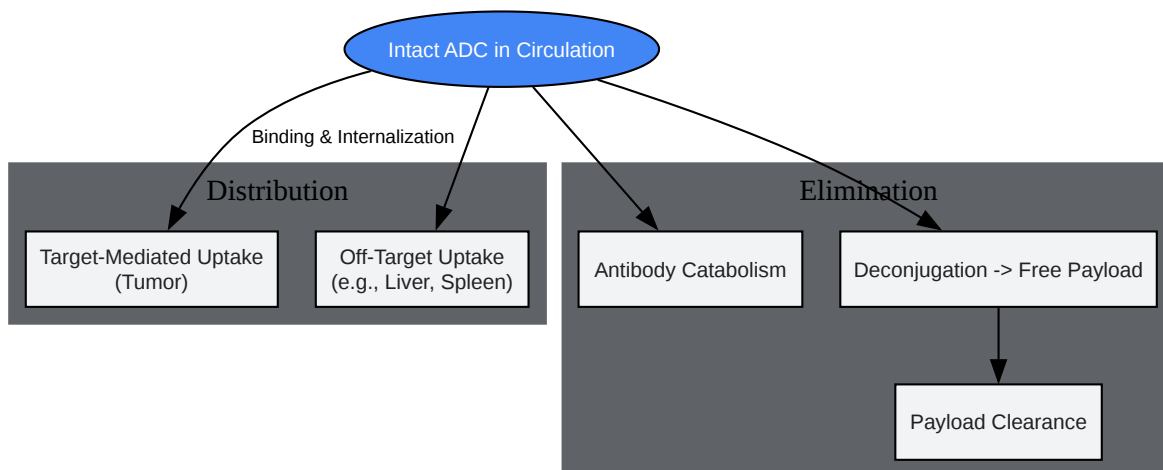 Intact ADC in Circulation
Binding & Internalization
Distribution
Elimination
Target-Mediated Uptake
(Tumor)
Off-Target Uptake
(e.g., Liver, Spleen)
Antibody Catabolism
Deconjugation -> Free Payload
Payload Clearance